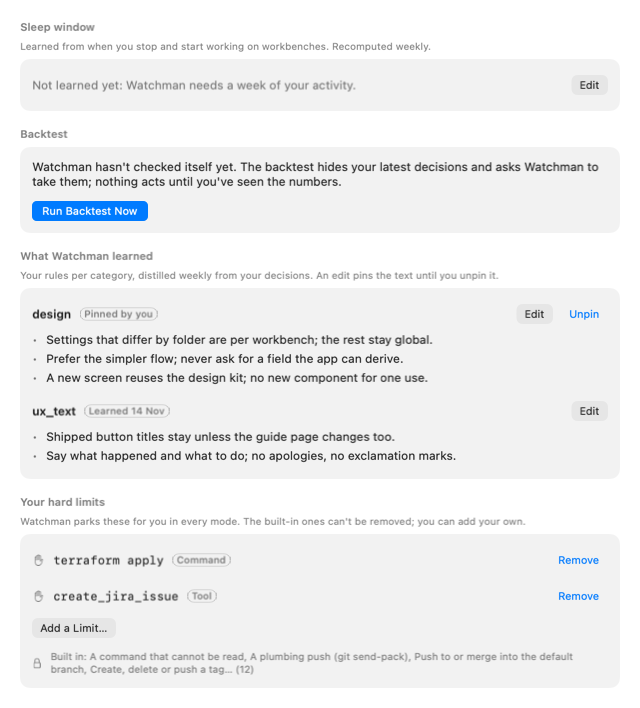 Sleep window
Learned from when you stop and start working on workbenches. Recomputed weekly.
Not learned yet: Watchman needs a week of your activity.
Edit
Backtest
Watchman hasn't checked itself yet. The backtest hides your latest decisions and asks Watchman to
take them; nothing acts until you've seen the numbers.
Run Backtest Now
What Watchman learned
Your rules per category, distilled weekly from your decisions. An edit pins the text until you unpin it.
design Pinned by you Edit Unpin
• Settings that differ by folder are per workbench; the rest stay global.
• Prefer the simpler flow; never ask for a field the app can derive.
• A new screen reuses the design kit; no new component for one use.
ux_text Learned 14 Nov Edit
• Shipped button titles stay unless the guide page changes too.
• Say what happened and what to do; no apologies, no exclamation marks.
Your hard limits
Watchman parks these for you in every mode. The built-in ones can't be removed; you can add your own.
terraform apply Command Remove
create_jira_issue Tool Remove
Add a Limit...
Built in: A command that cannot be read, A plumbing push (git send-pack), Push to or merge into the default
branch, Create, delete or push a tag... (12)